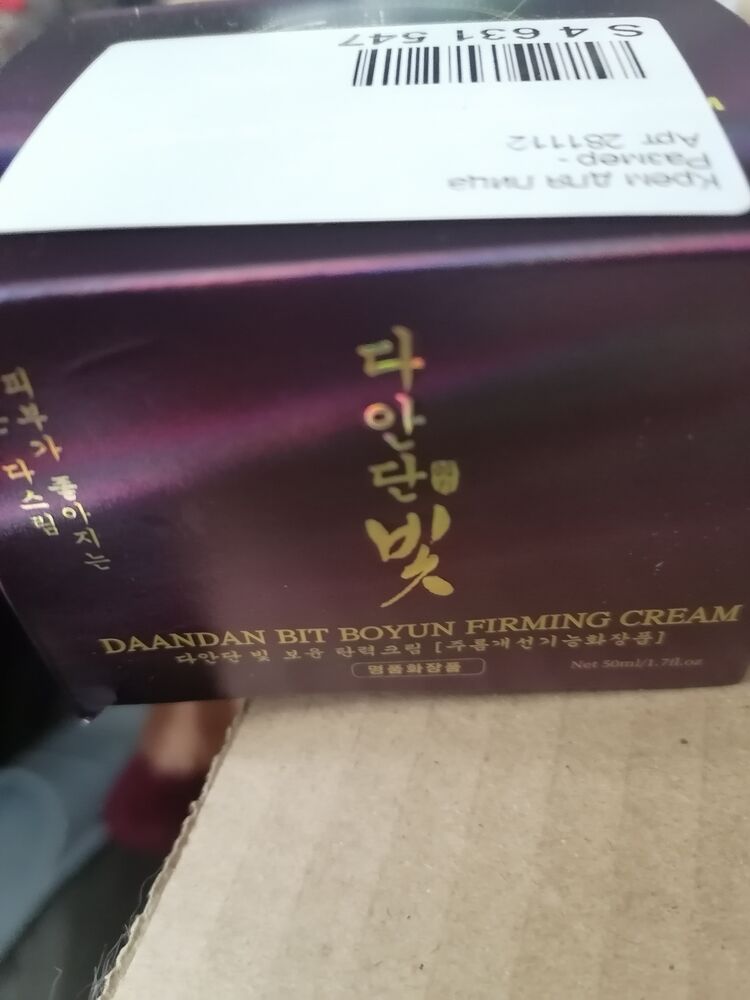 S 4 631 547
Крем для лица
Размер -
Арт 281112
다안단
빛
피부가 좋아지는
다스림
DAANDAN BIT BOYUN FIRMING CREAM
다안단 빛 보윤 탄력크림 [주름개선기능화장품]
명품화장품
Net 50ml/1.7fl.oz